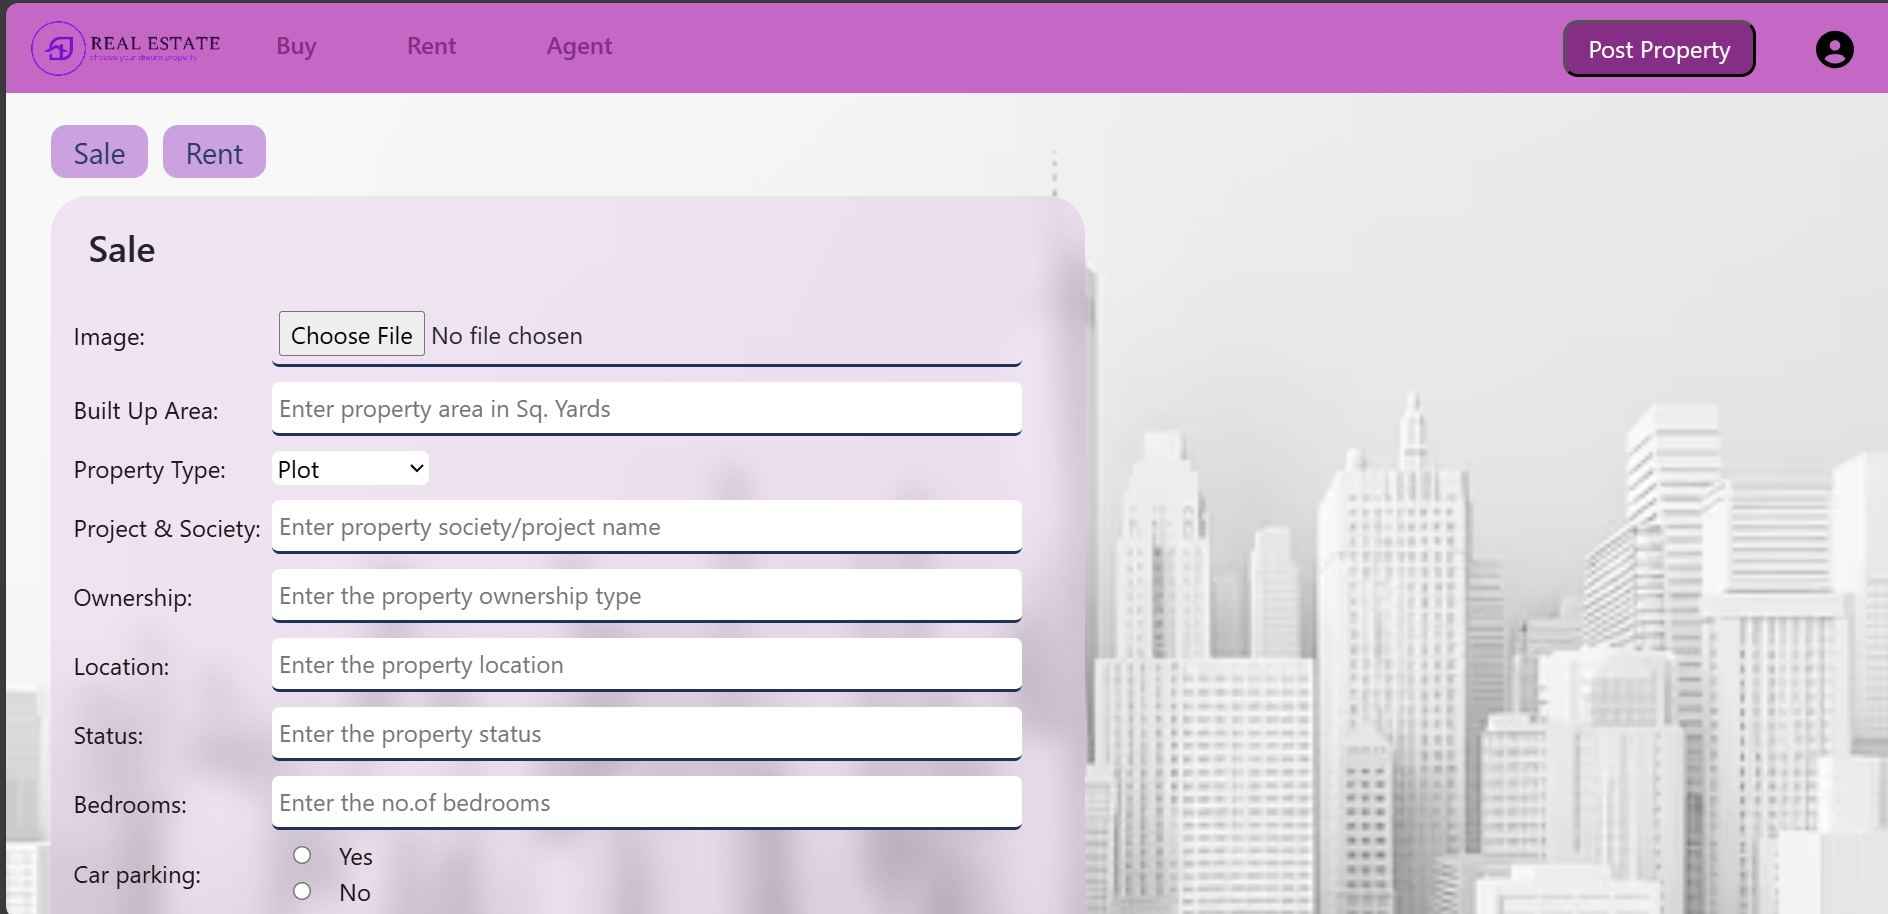 REAL ESTATE
choose your dream property
Buy
Rent
Agent
Post Property
Sale
Rent
Sale
Image:
Choose File No file chosen
Built Up Area:
Enter property area in Sq. Yards
Property Type:
Plot
Project & Society:
Enter property society/project name
Ownership:
Enter the property ownership type
Location:
Enter the property location
Status:
Enter the property status
Bedrooms:
Enter the no.of bedrooms
Car parking:
Yes
No